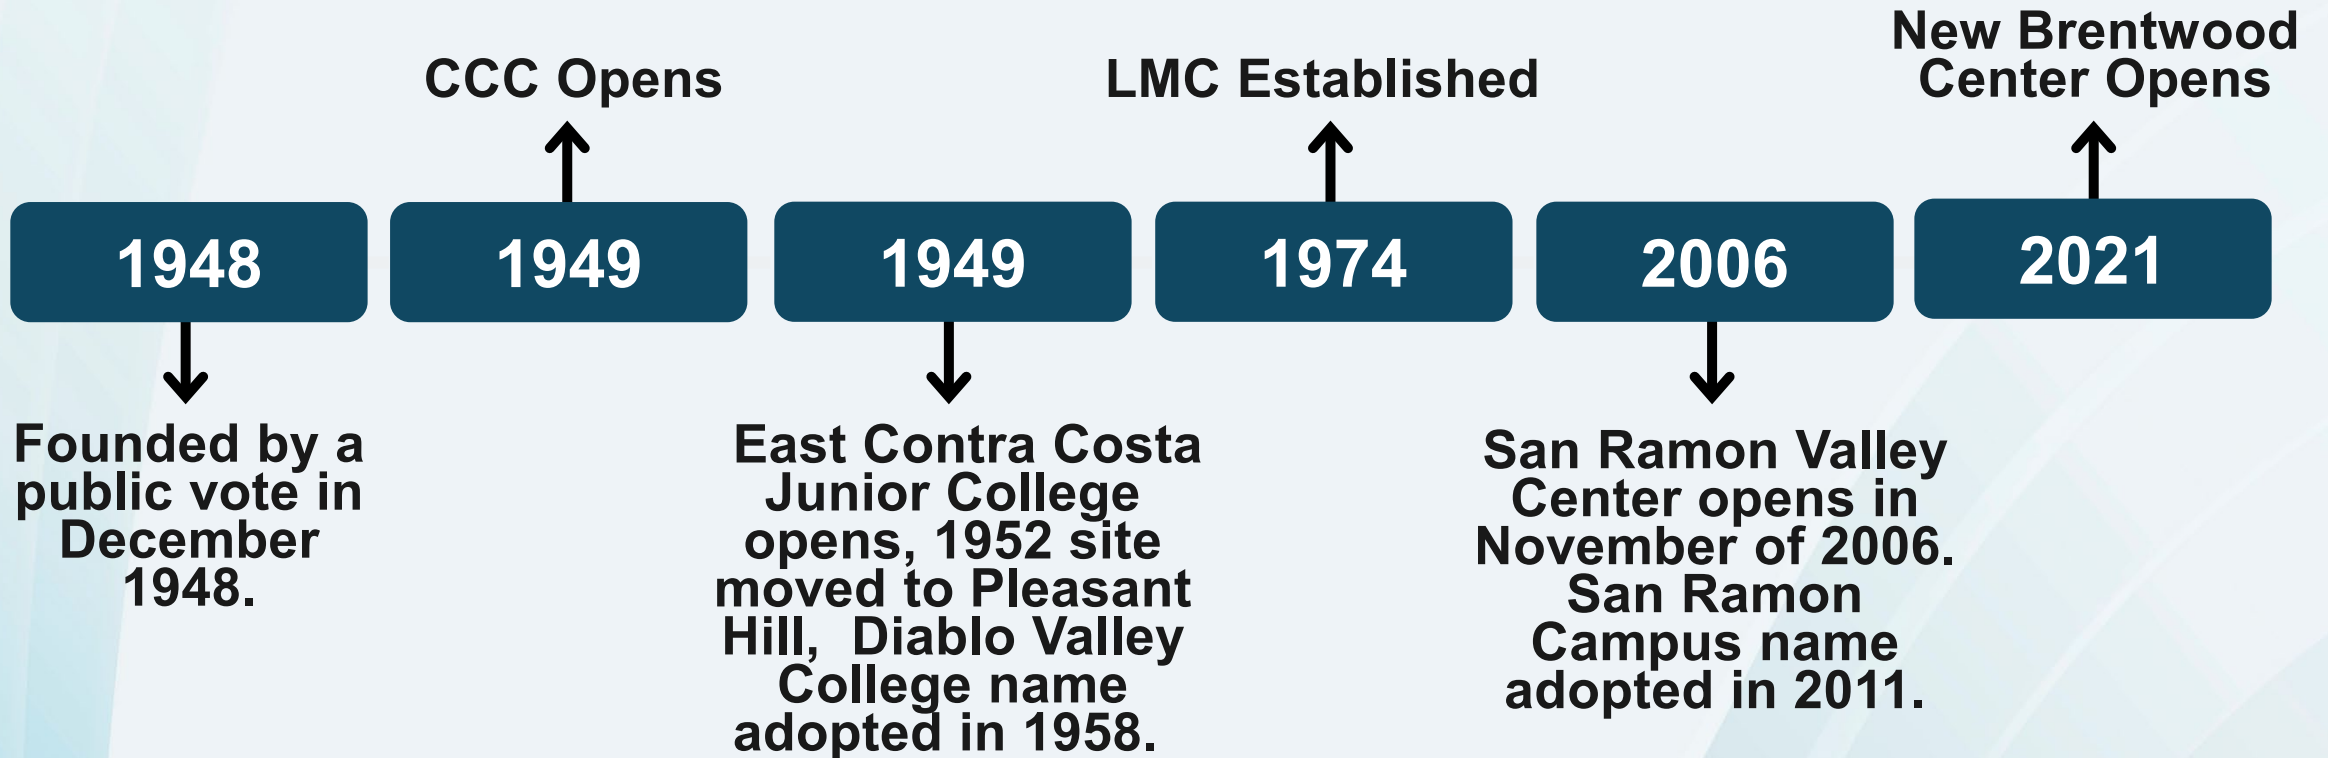 CCC Opens
LMC Established
New Brentwood
Center Opens
1948
1949
1949
1974
2006
2021
Founded by a
public vote in
December
1948.
East Contra Costa
Junior College
opens, 1952 site
moved to Pleasant
Hill,  Diablo Valley
College name
adopted in 1958.
San Ramon Valley
Center opens in
November of 2006.
San Ramon
Campus name
adopted in 2011.